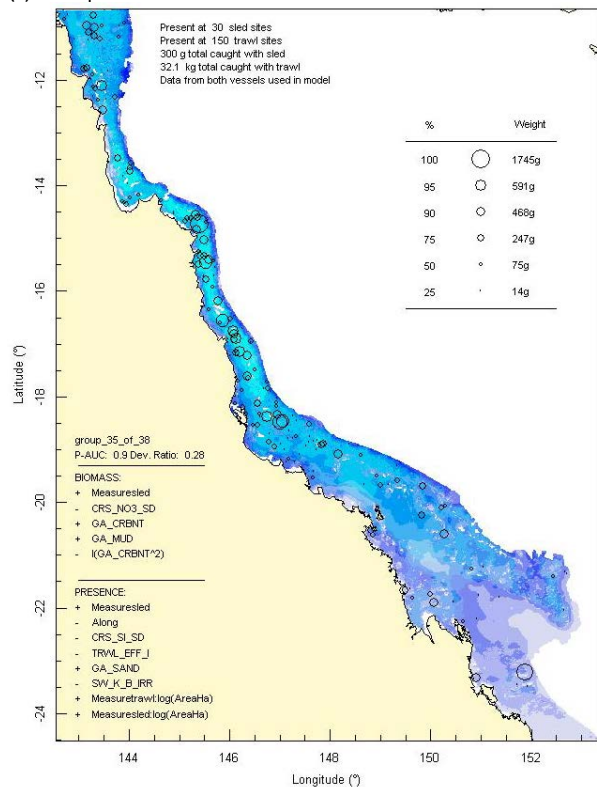 Present at 30 sled sites
Present at 150 trawl sites
300 g total caught with sled
32.1 kg total caught with trawl
Data from both vessels used in model
% Weight
100 1745g
95 591g
90 468g
75 247g
50 75g
25 14g
-12
-14
-16
-18
-20
-22
-24
Latitude (°)
group_35_of_38
P-AUC: 0.9 Dev. Ratio: 0.28
BIOMASS:
+ Measuresled
- CRS_NO3_SD
+ GA_CRBNT
+ GA_MUD
- I(GA_CRBNT^2)
PRESENCE:
+ Measuresled
- Along
- CRS_SI_SD
- TRWL_EFF_I
+ GA_SAND
- SW_K_B_IRR
+ Measuretrawl:log(AreaHa)
+ Measuresled:log(AreaHa)
144 146 148 150 152
Longitude (°)